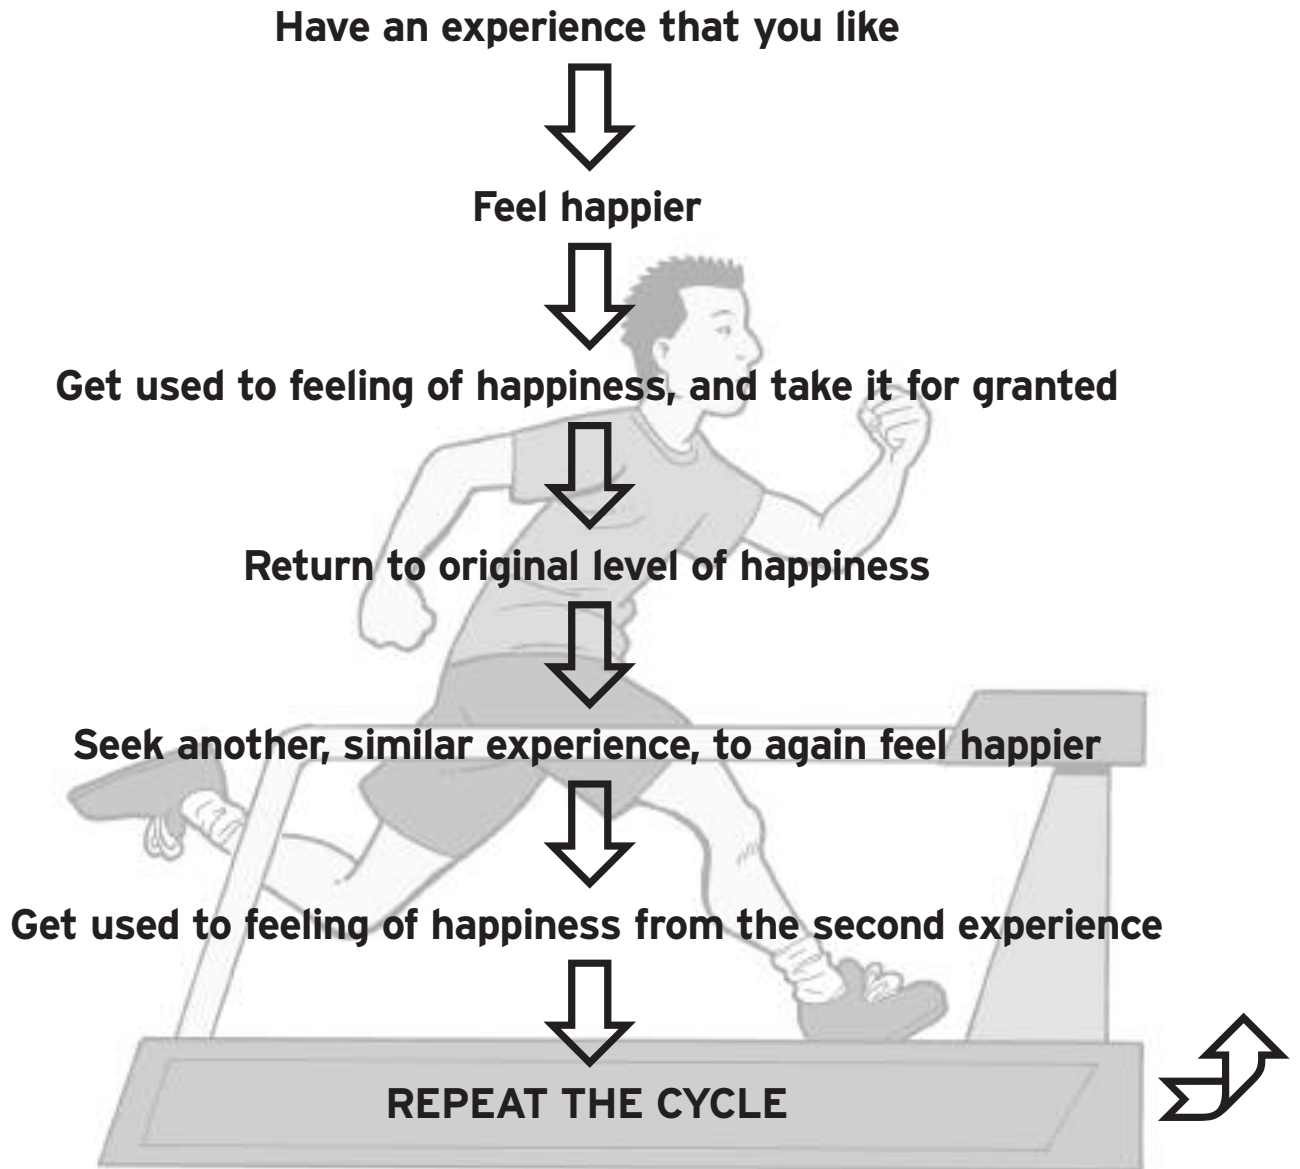 Have an experience that you like
Feel happier
Get used to feeling of happiness, and take it for granted
Return to original level of happiness
Seek another, similar experience, to again feel happier
Get used to feeling of happiness from the second experience
REPEAT THE CYCLE